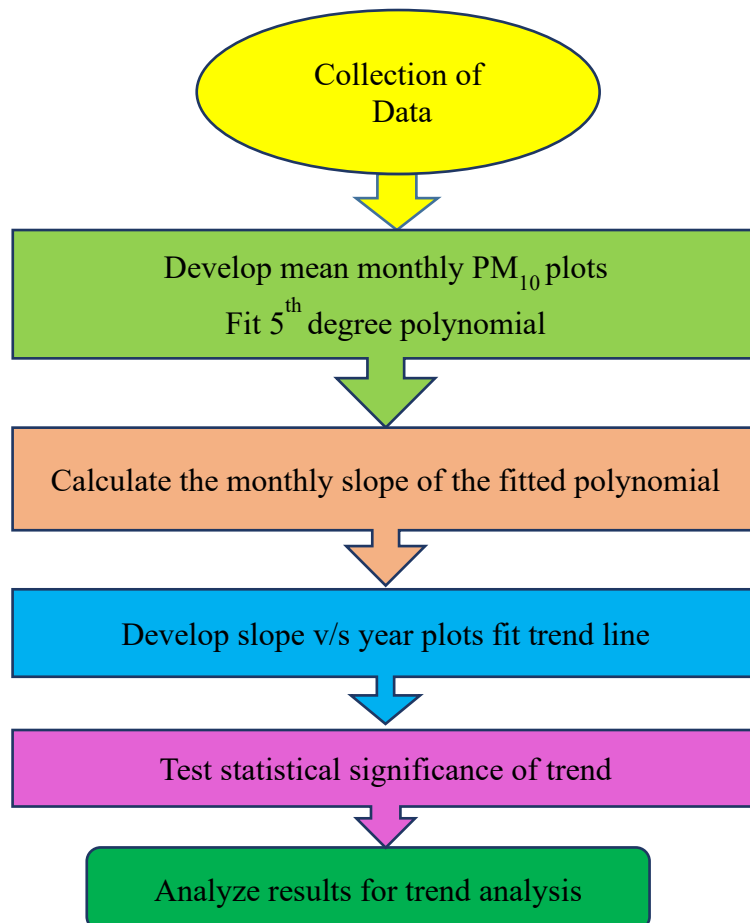 Collection of
Data
Develop mean monthly PM₁₀ plots
Fit 5ᵗʰ degree polynomial
Calculate the monthly slope of the fitted polynomial
Develop slope v/s year plots fit trend line
Test statistical significance of trend
Analyze results for trend analysis